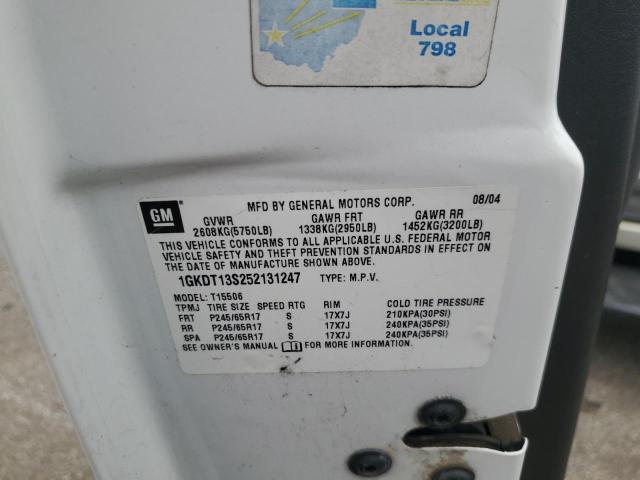 Local
798
GM
MFD BY GENERAL MOTORS CORP. 08/04
GVWR GAWR FRT GAWR RR
2608KG(5750LB) 1338KG(2950LB) 1452KG(3200LB)
THIS VEHICLE CONFORMS TO ALL APPLICABLE U.S. FEDERAL MOTOR
VEHICLE SAFETY AND THEFT PREVENTION STANDARDS IN EFFECT ON
THE DATE OF MANUFACTURE SHOWN ABOVE.
1GKDT13S252131247 TYPE: M.P.V.
MODEL: T15506
TPMJ TIRE SIZE SPEED RTG RIM COLD TIRE PRESSURE
FRT P245/65R17 S 17X7J 210KPA(30PSI)
RR P245/65R17 S 17X7J 240KPA(35PSI)
SPA P245/65R17 S 17X7J 240KPA(35PSI)
SEE OWNER'S MANUAL FOR MORE INFORMATION.